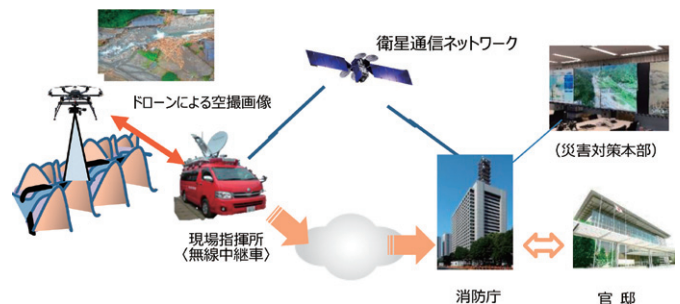 衛星通信ネットワーク
ドローンによる空撮画像
(災害対策本部)
現場指揮所
〈無線中継車〉
消防庁
官 邸